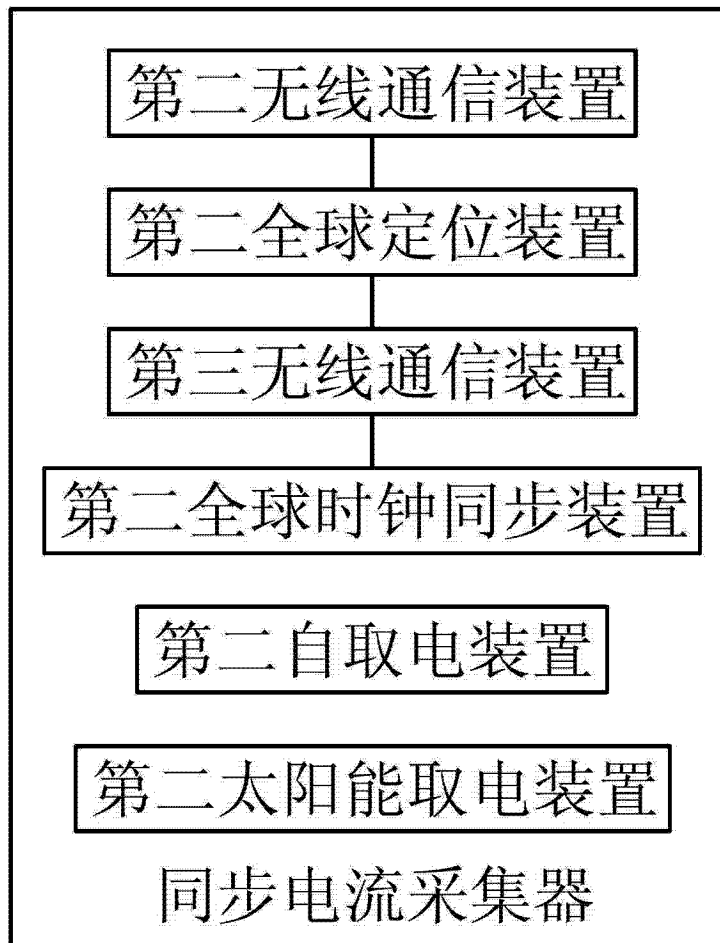 第二无线通信装置
第二全球定位装置
第三无线通信装置
第二全球时钟同步装置
第二自取电装置
第二太阳能取电装置
同步电流采集器